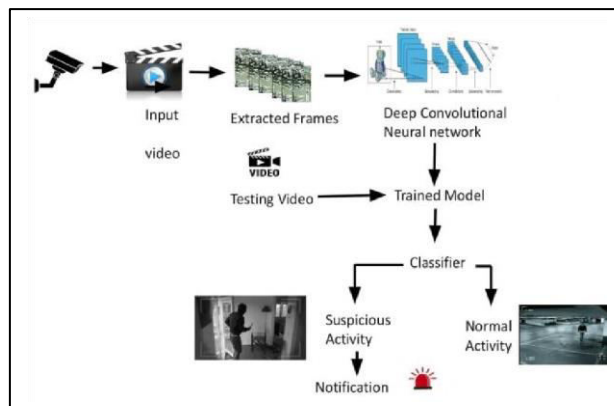 Input
video
Extracted Frames
Deep Convolutional
Neural network
VIDEO
Testing Video
Trained Model
Classifier
Suspicious
Activity
Normal
Activity
Notification